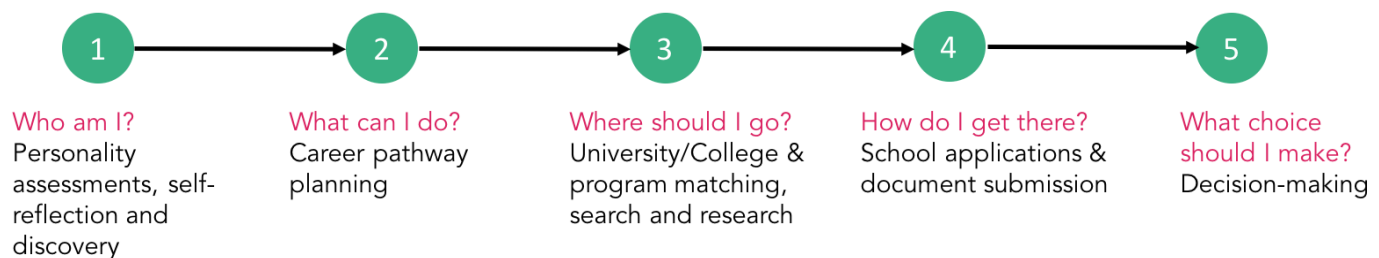 1
2
3
4
5
Who am I?
Personality
assessments, self-
reflection and
discovery
What can I do?
Career pathway
planning
Where should I go?
University/College &
program matching,
search and research
How do I get there?
School applications &
document submission
What choice
should I make?
Decision-making